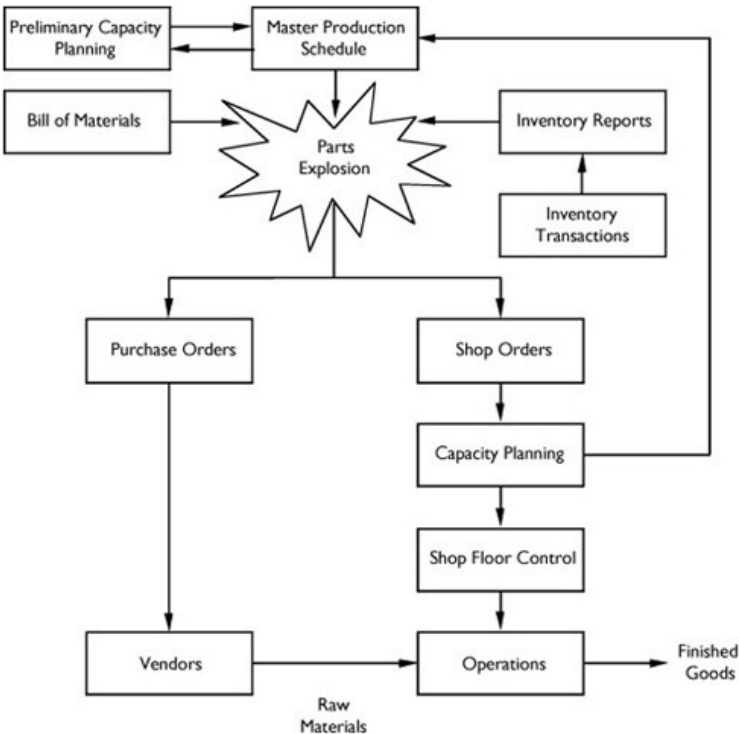 Preliminary Capacity
Planning
Master Production
Schedule
Bill of Materials
Parts
Explosion
Inventory Reports
Inventory
Transactions
Purchase Orders
Shop Orders
Capacity Planning
Shop Floor Control
Vendors
Operations
Finished
Goods
Raw
Materials